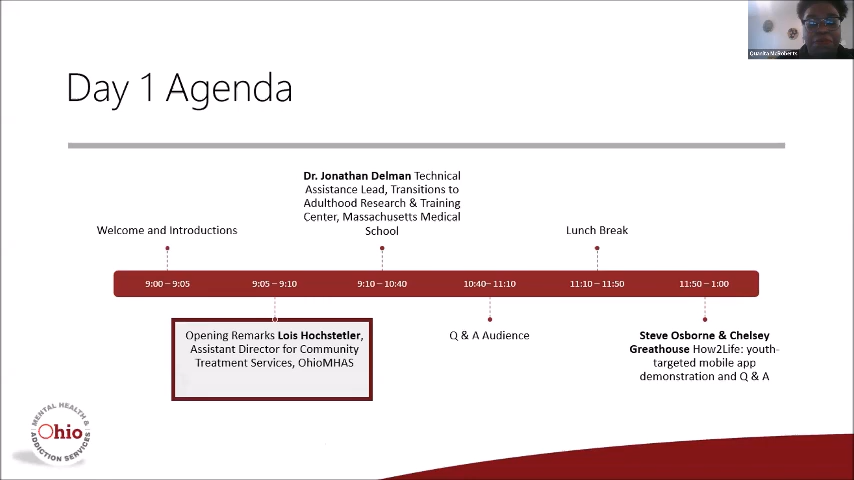 Quanita McRoberts
Day 1 Agenda
Dr. Jonathan Delman Technical
Assistance Lead, Transitions to
Adulthood Research & Training
Center, Massachusetts Medical
School
Welcome and Introductions
Lunch Break
9:00 – 9:05
9:05 – 9:10
9:10 – 10:40
10:40– 11:10
11:10 – 11:50
11:50 – 1:00
Opening Remarks Lois Hochstetler,
Assistant Director for Community
Treatment Services, OhioMHAS
Q & A Audience
Steve Osborne & Chelsey
Greathouse How2Life: youth-
targeted mobile app
demonstration and Q & A
MENTAL HEALTH &
Ohio
ADDICTION SERVICES